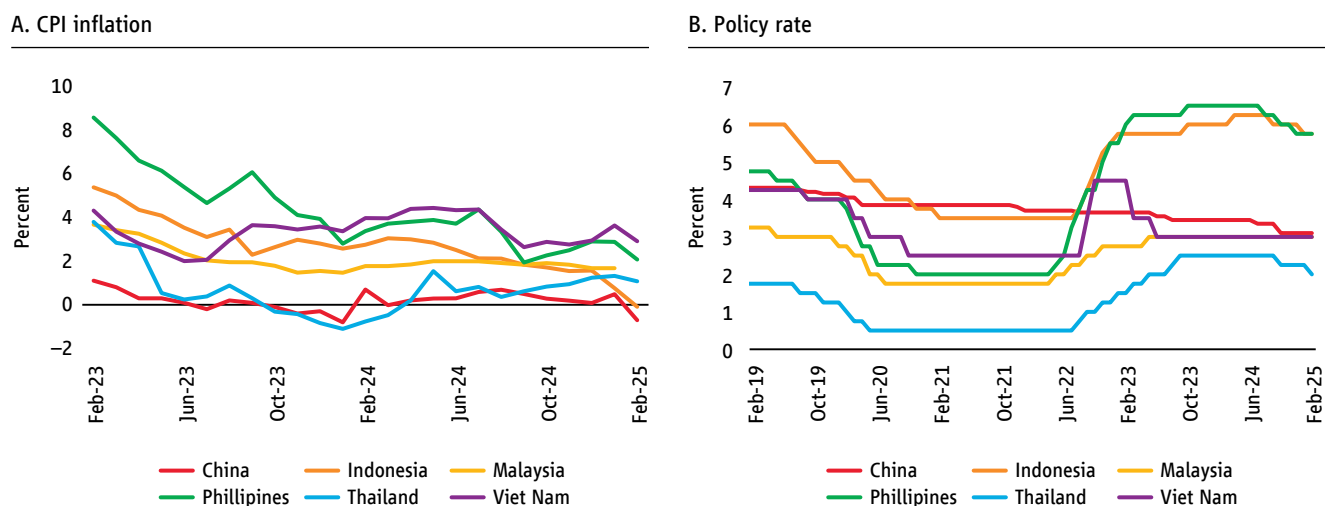 A. CPI inflation
10
8
6
4
2
0
–2
Percent
Feb-23
Jun-23
Oct-23
Feb-24
Jun-24
Oct-24
Feb-25
China
Indonesia
Malaysia
Phillipines
Thailand
Viet Nam
B. Policy rate
7
6
5
4
3
2
1
0
Percent
Feb-19
Oct-19
Jun-20
Feb-21
Oct-21
Jun-22
Feb-23
Oct-23
Jun-24
Feb-25
China
Indonesia
Malaysia
Phillipines
Thailand
Viet Nam